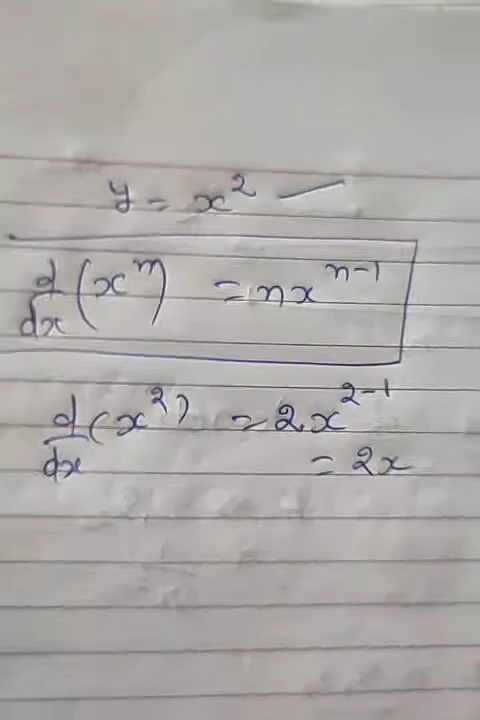 y = x² —
d/dx (xⁿ) = nxⁿ⁻¹
d/dx (x²) = 2x²⁻¹
= 2x